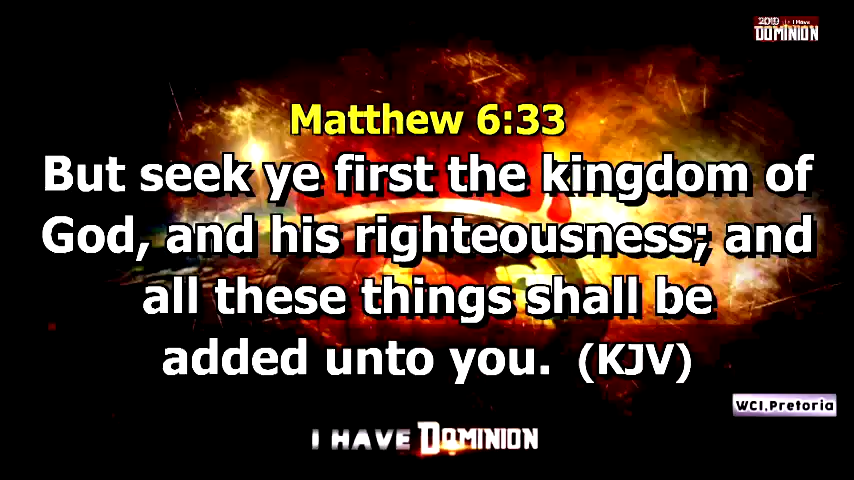 2019 I Have
DOMINION
Matthew 6:33
But seek ye first the kingdom of
God, and his righteousness; and
all these things shall be
added unto you. (KJV)
WCI,Pretoria
I HAVE DOMINION